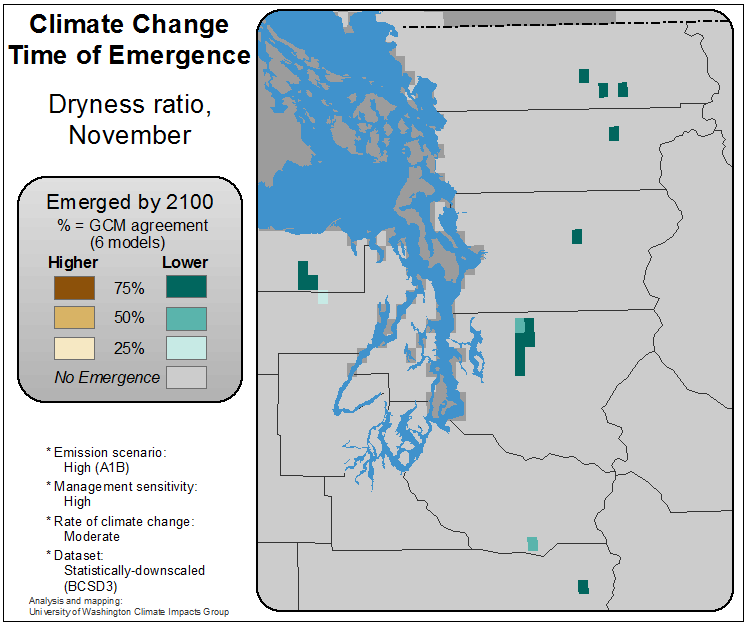 Climate Change
Time of Emergence
Dryness ratio,
November
Emerged by 2100
% = GCM agreement
(6 models)
Higher Lower
75%
50%
25%
No Emergence
* Emission scenario:
High (A1B)
* Management sensitivity:
High
* Rate of climate change:
Moderate
* Dataset:
Statistically-downscaled
(BCSD3)
Analysis and mapping:
University of Washington Climate Impacts Group